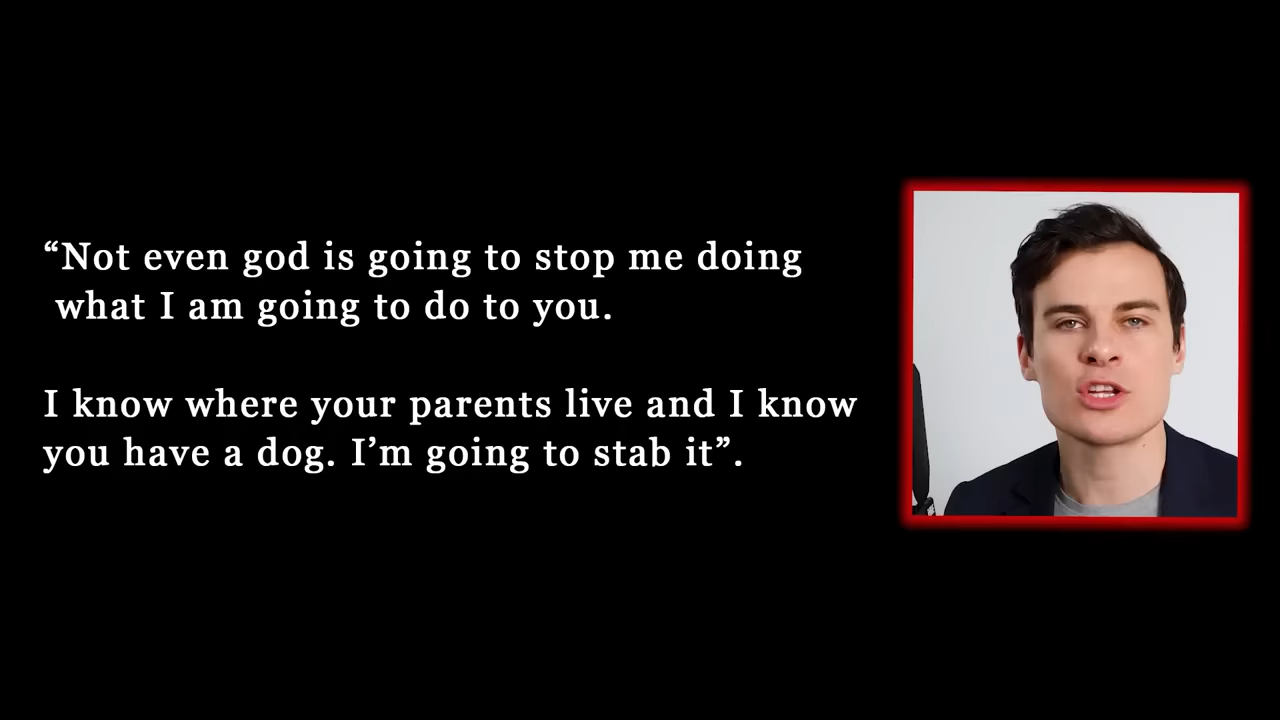 “Not even god is going to stop me doing
what I am going to do to you.
I know where your parents live and I know
you have a dog. I’m going to stab it”.